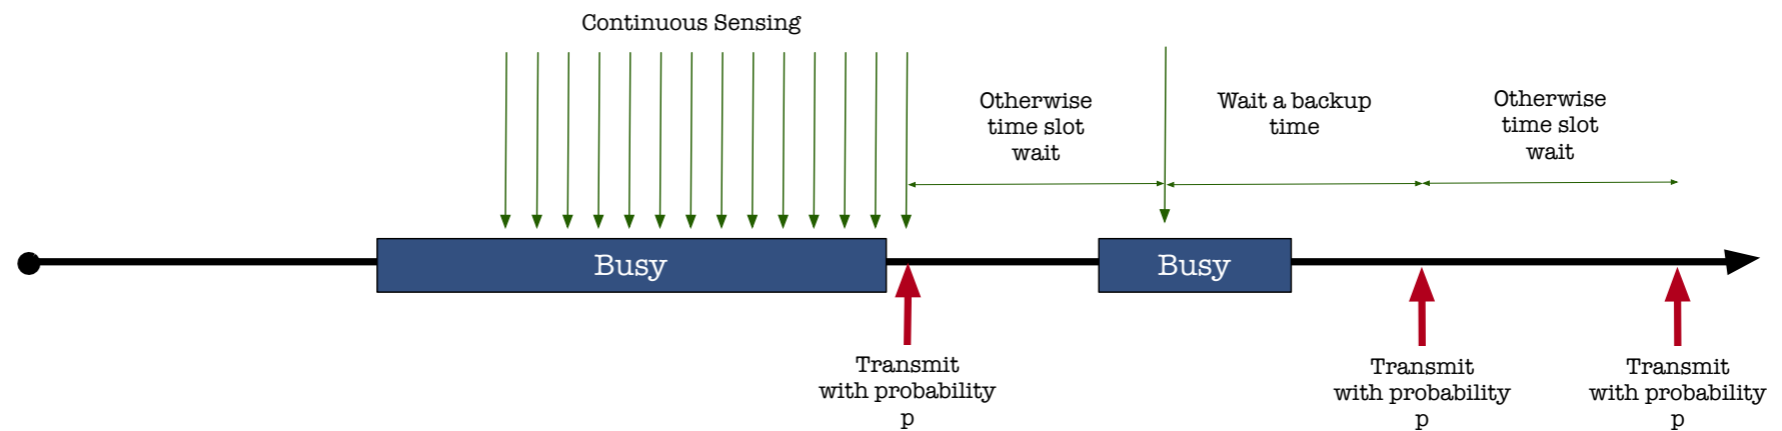 Continuous Sensing
Otherwise
time slot
wait
Wait a backup
time
Otherwise
time slot
wait
Busy
Busy
Transmit
with probability
p
Transmit
with probability
p
Transmit
with probability
p